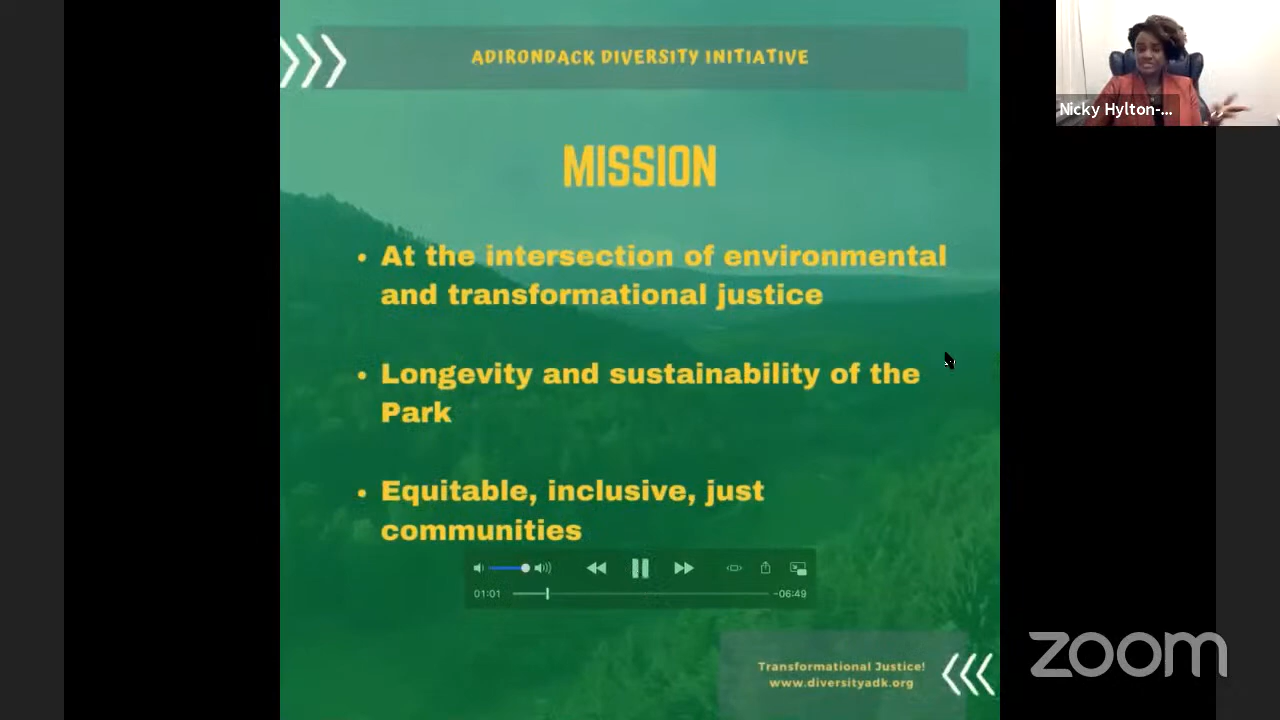 ADIRONDACK DIVERSITY INITIATIVE
Nicky Hylton-...
MISSION
• At the intersection of environmental
and transformational justice
• Longevity and sustainability of the
Park
• Equitable, inclusive, just
communities
01:01
-06:49
Transformational Justice!
www.diversityadk.org
zoom